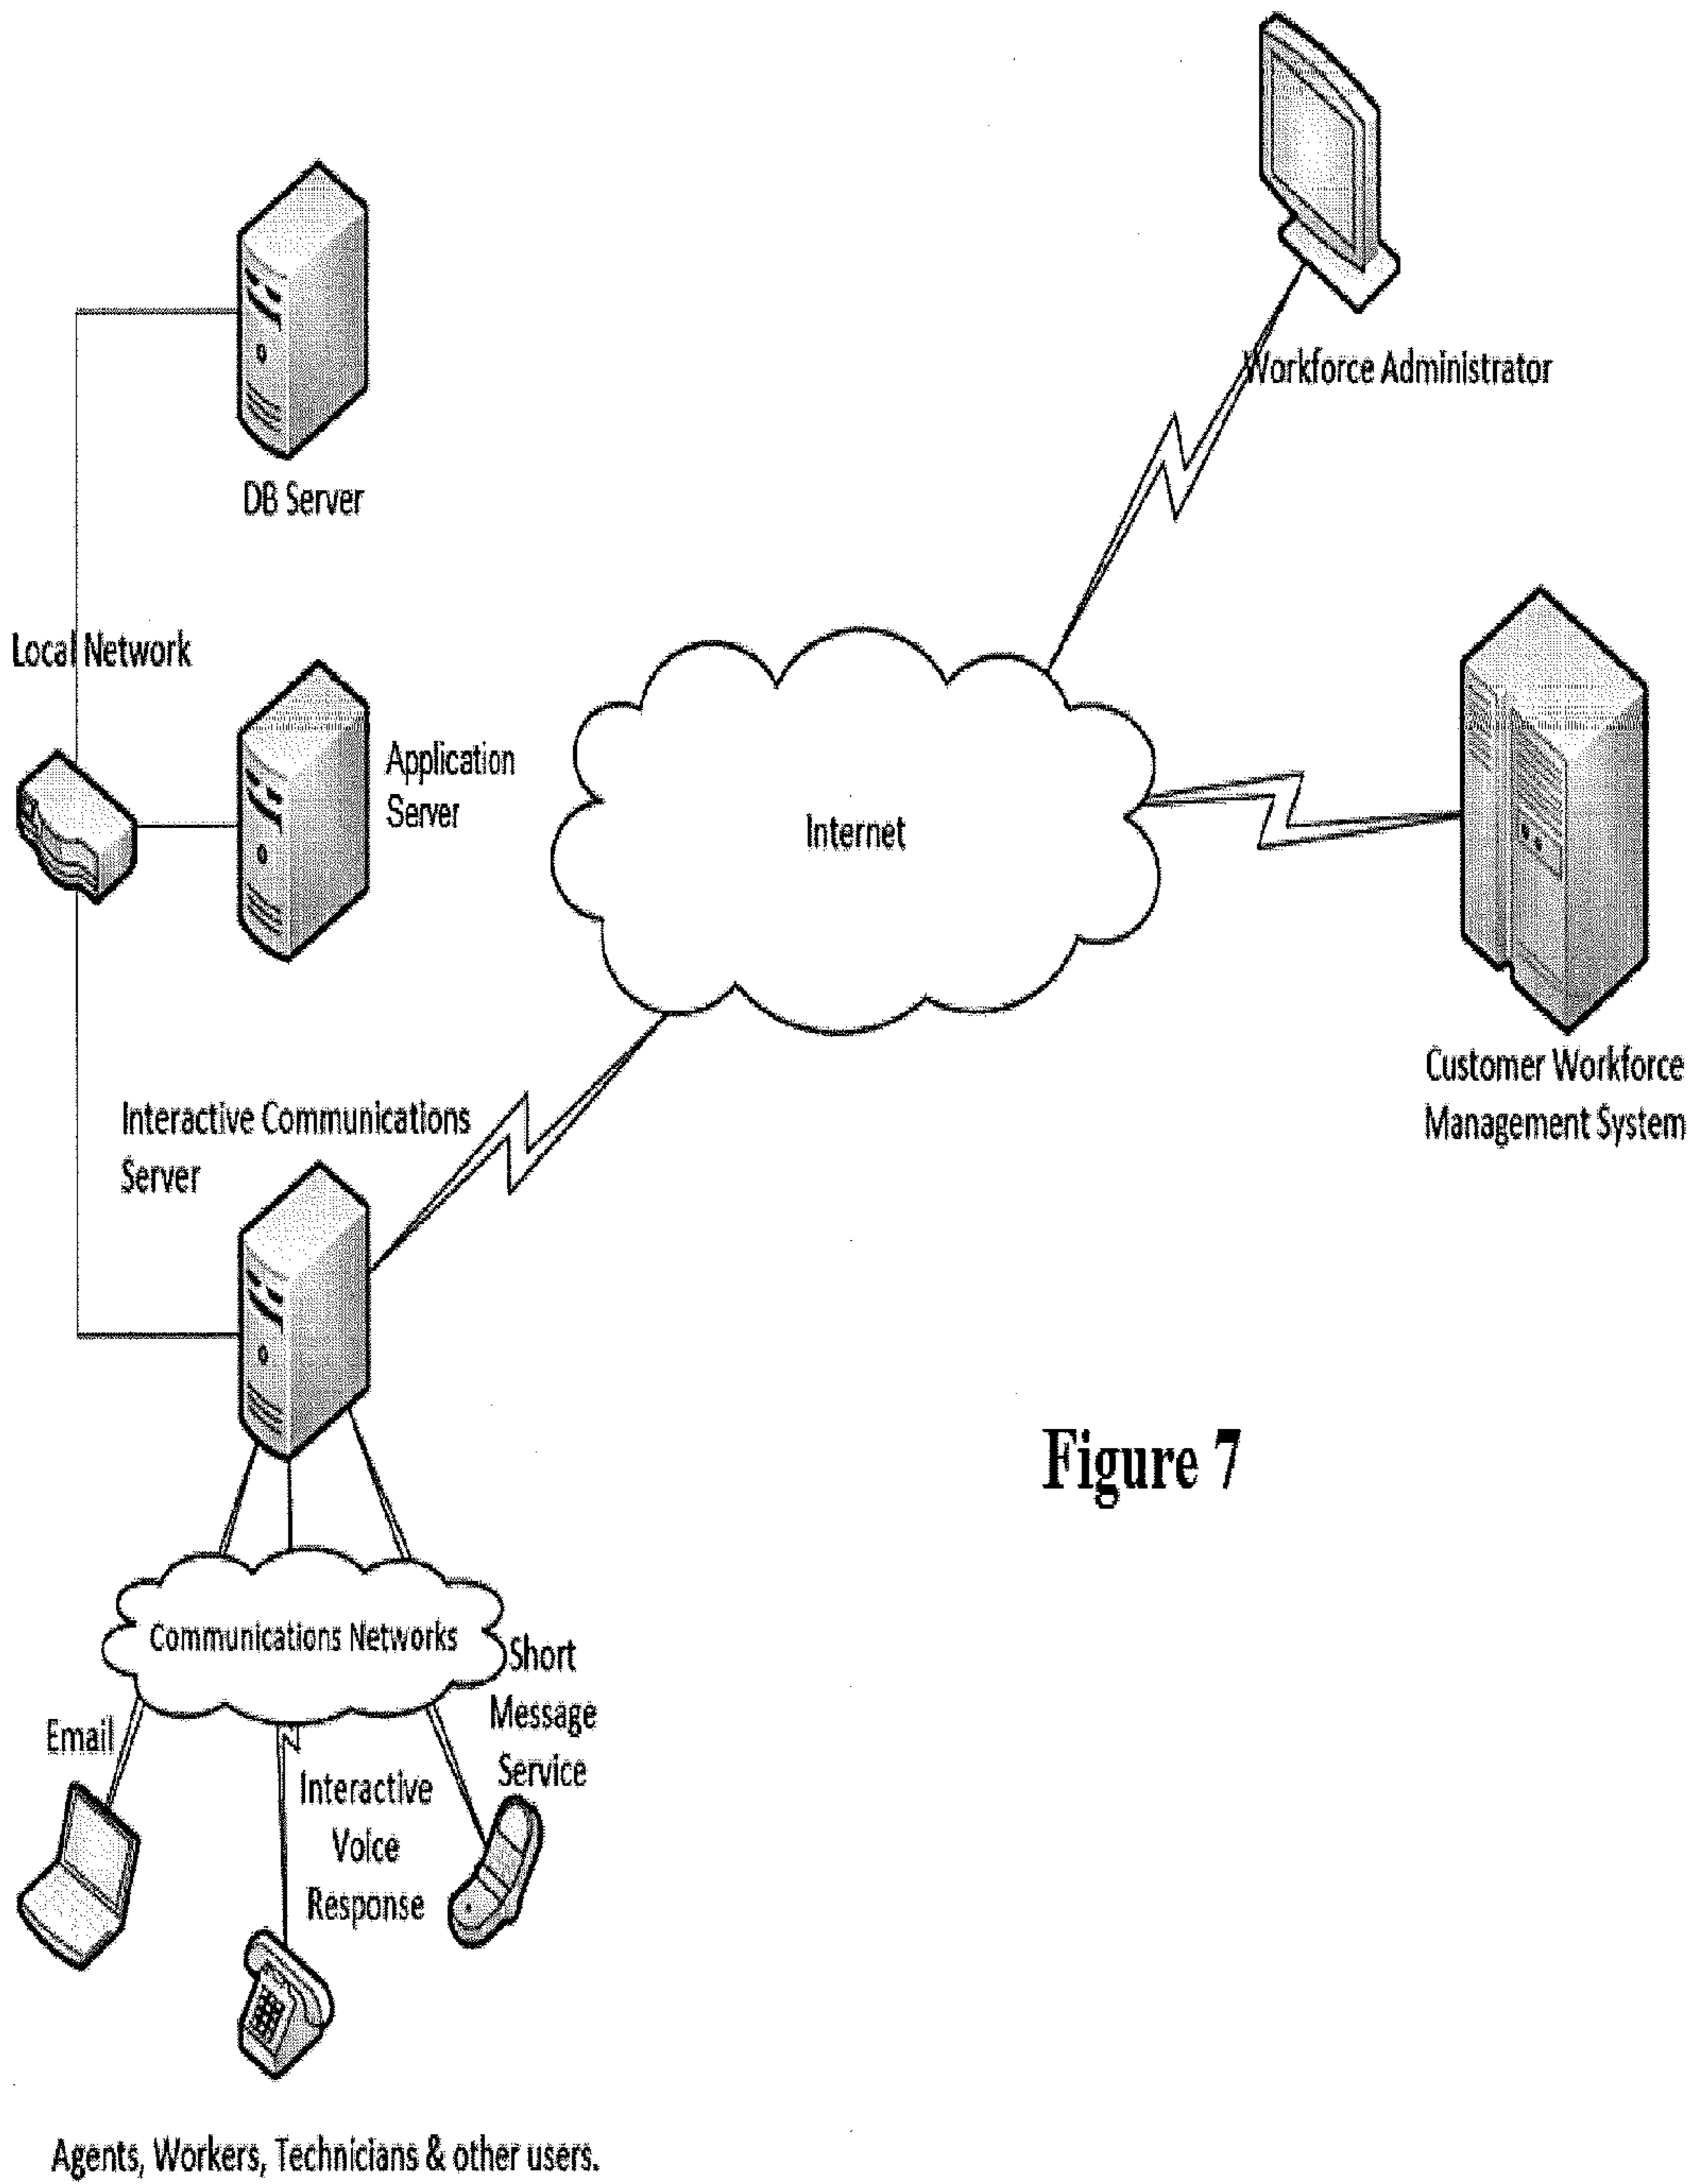 Workforce Administrator
DB Server
Local Network
Application
Server
Internet
Customer Workforce
Management System
Interactive Communications
Server
Figure 7
Communications Networks
Short
Message
Service
Email
Interactive
Voice
Response
Agents, Workers, Technicians & other users.